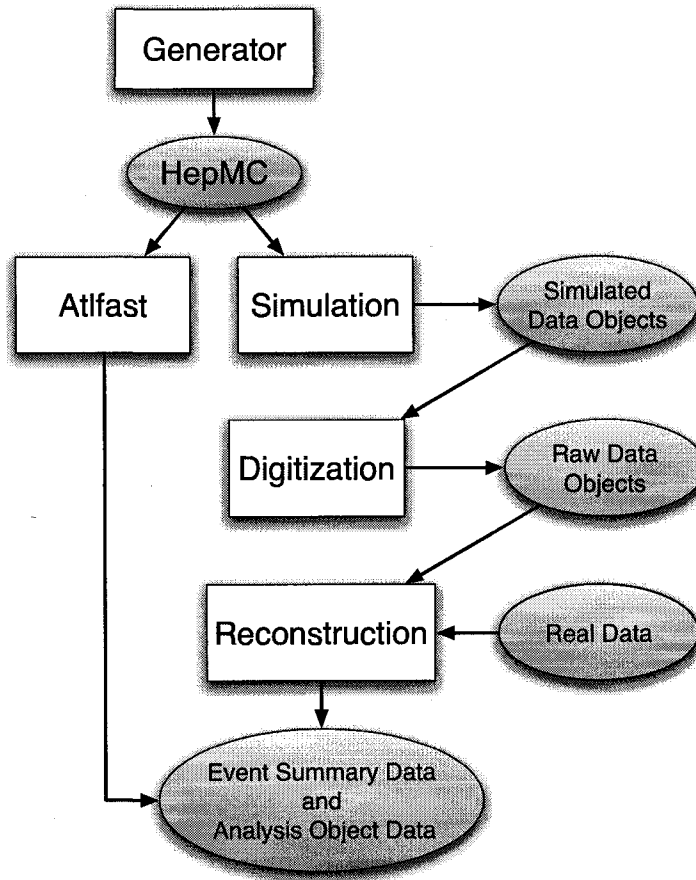 Generator
HepMC
Atlfast
Simulation
Simulated
Data Objects
Digitization
Raw Data
Objects
Reconstruction
Real Data
Event Summary Data
and
Analysis Object Data